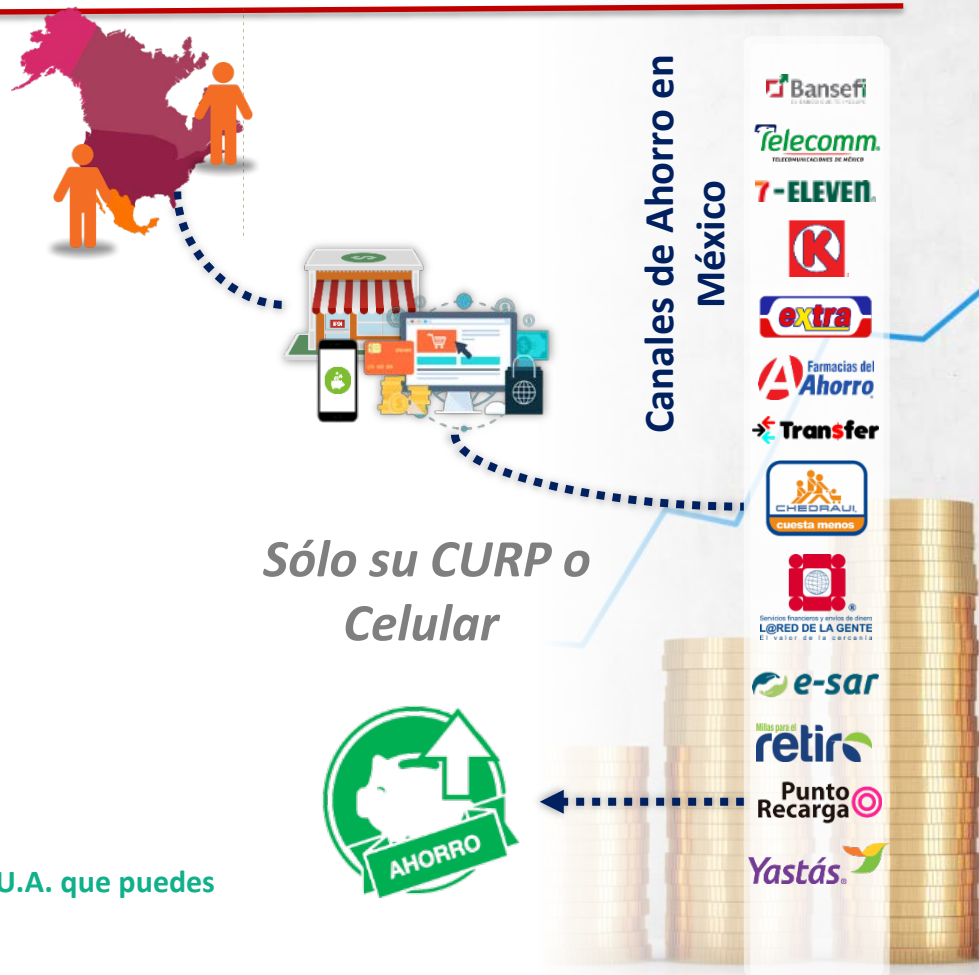 Canales de Ahorro en
México
Bansefi
Telecomm.
TELECOMUNICACIONES DE MÉXICO
7-ELEVEn
K
extra
Farmacias del
Ahorro
Transfer
CHEDRAUI
cuesta menos
Servicios financieros y envíos de dinero
L@RED DE LA GENTE
El valor de la cercanía
e-sar
Millas para el
retiro
Punto
Recarga
Yastás
Sólo su CURP o
Celular
AHORRO
U.A. que puedes